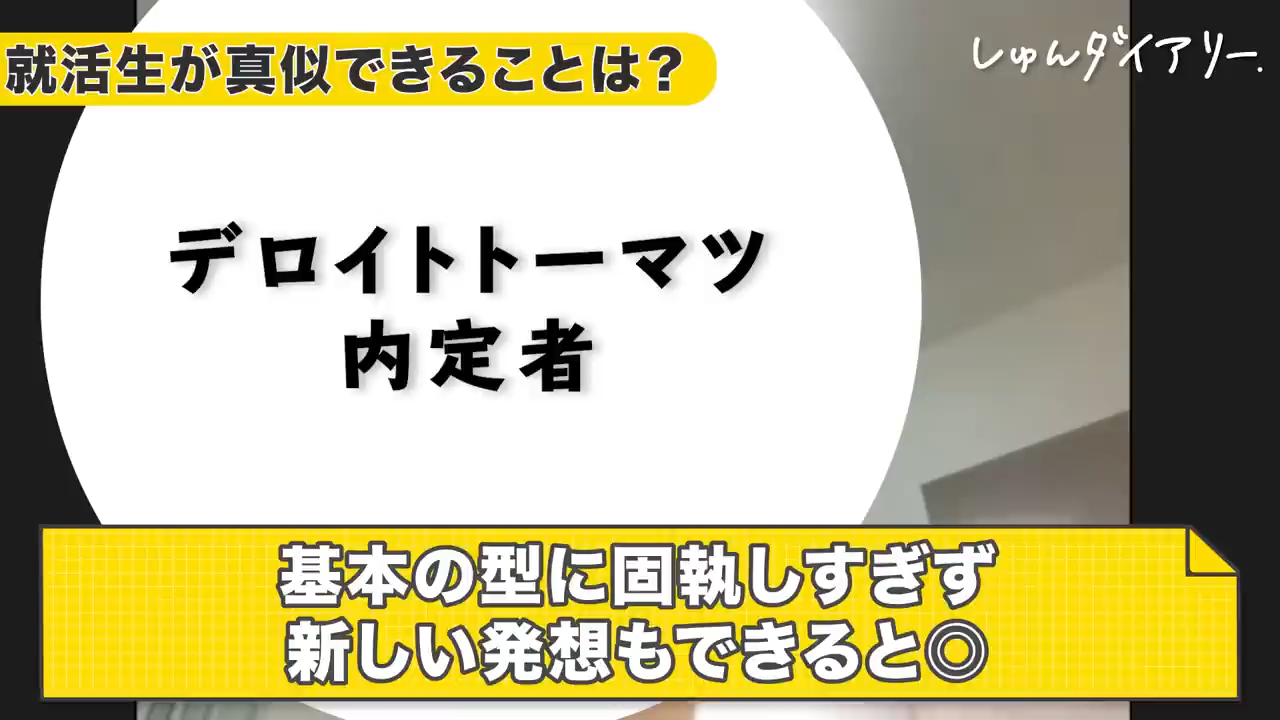 就活生が真似できることは？
しゅんダイアリー.
デロイトトーマツ
内定者
基本の型に固執しすぎず
新しい発想もできると◎